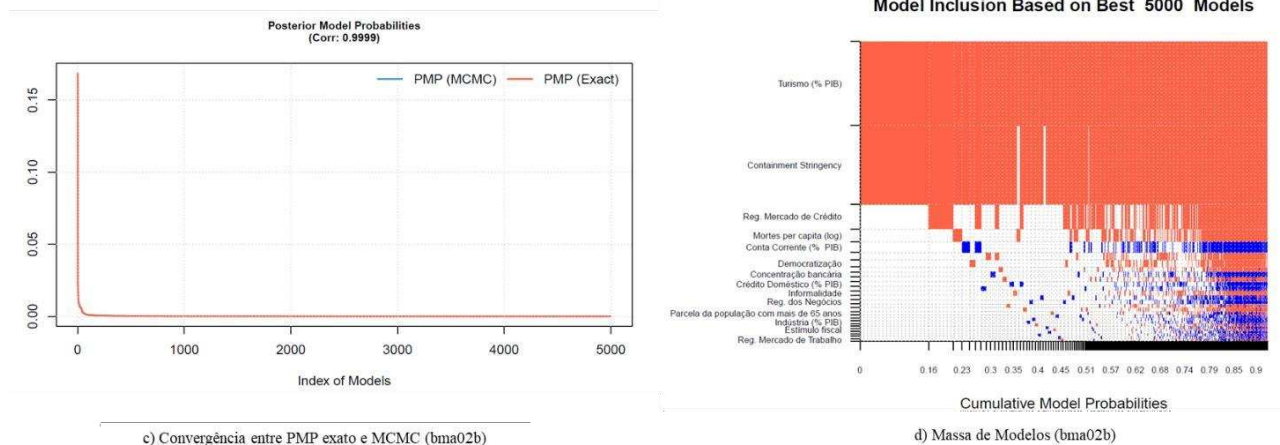 Posterior Model Probabilities
(Corr: 0.9999)
PMP (MCMC) PMP (Exact)
0.15
0.10
0.05
0.00
0 1000 2000 3000 4000 5000
Index of Models
c) Convergência entre PMP exato e MCMC (bma02b)
Model Inclusion Based on Best 5000 Models
Turismo (% PIB)
Containment Stringency
Reg. Mercado de Crédito
Mortes per capita (log)
Conta Corrente (% PIB)
Democratização
Concentração bancária
Crédito Doméstico (% PIB)
Informalidade
Reg. dos Negócios
Parcela da população com mais de 65 anos
Indústria (% PIB)
Estímulo fiscal
Reg. Mercado de Trabalho
0 0.16 0.23 0.3 0.35 0.4 0.45 0.51 0.57 0.62 0.68 0.74 0.79 0.85 0.9
Cumulative Model Probabilities
d) Massa de Modelos (bma02b)